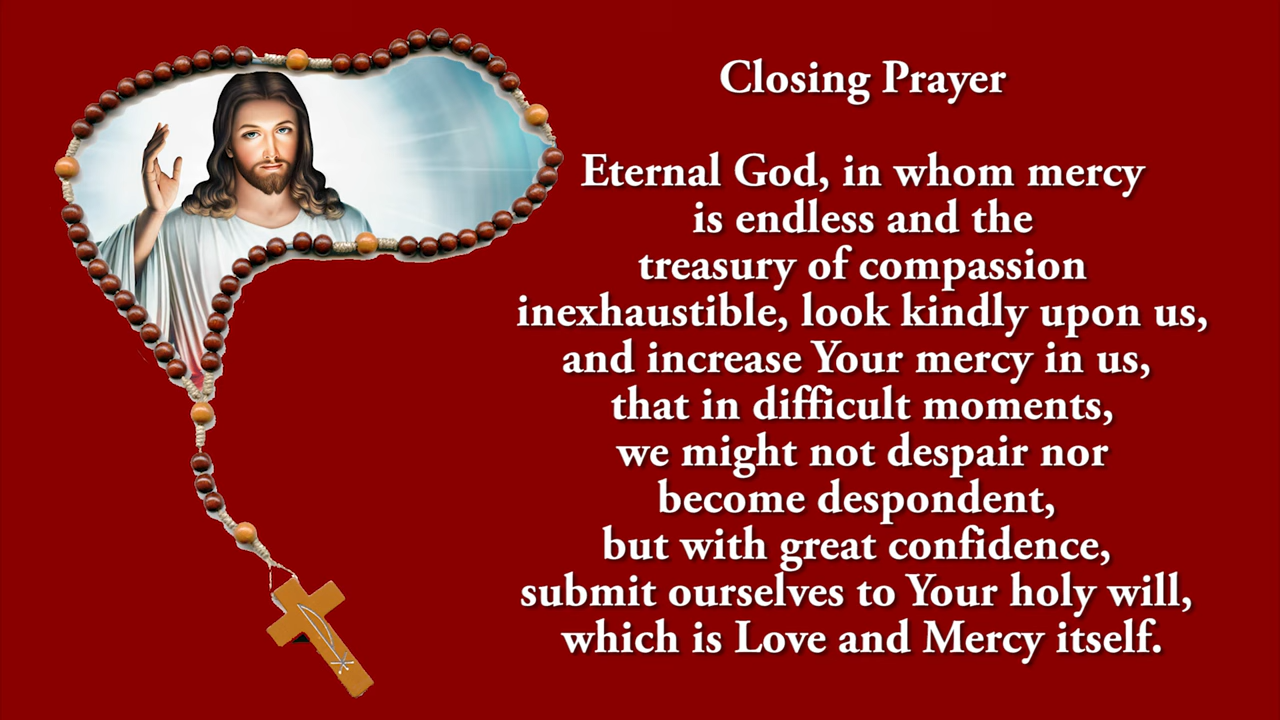 Closing Prayer
Eternal God, in whom mercy
is endless and the
treasury of compassion
inexhaustible, look kindly upon us,
and increase Your mercy in us,
that in difficult moments,
we might not despair nor
become despondent,
but with great confidence,
submit ourselves to Your holy will,
which is Love and Mercy itself.